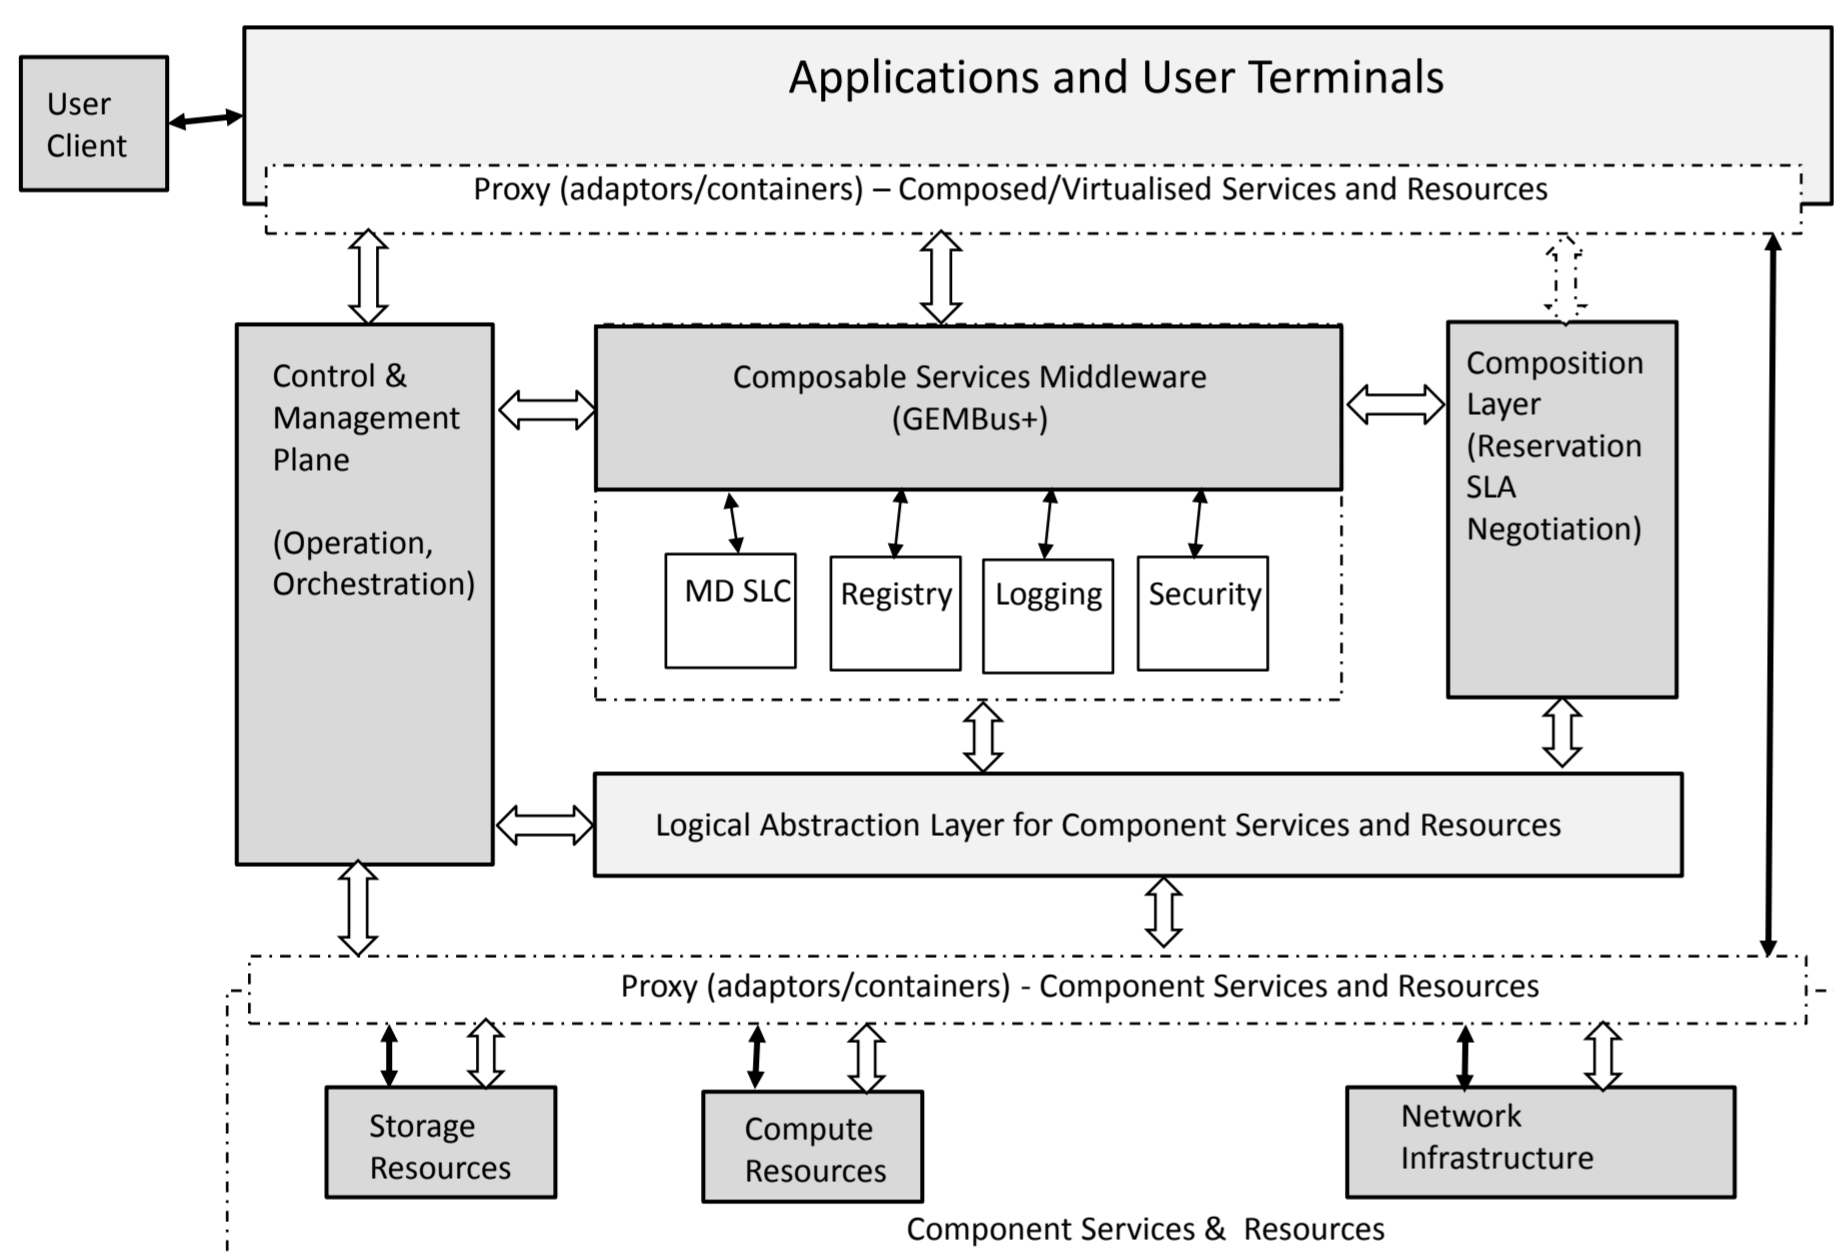 Applications and User Terminals
User
Client
Proxy (adaptors/containers) – Composed/Virtualised Services and Resources
Control &
Management
Plane
(Operation,
Orchestration)
Composable Services Middleware
(GEMBus+)
MD SLC
Registry
Logging
Security
Composition
Layer
(Reservation
SLA
Negotiation)
Logical Abstraction Layer for Component Services and Resources
Proxy (adaptors/containers) - Component Services and Resources
Storage
Resources
Compute
Resources
Network
Infrastructure
Component Services & Resources